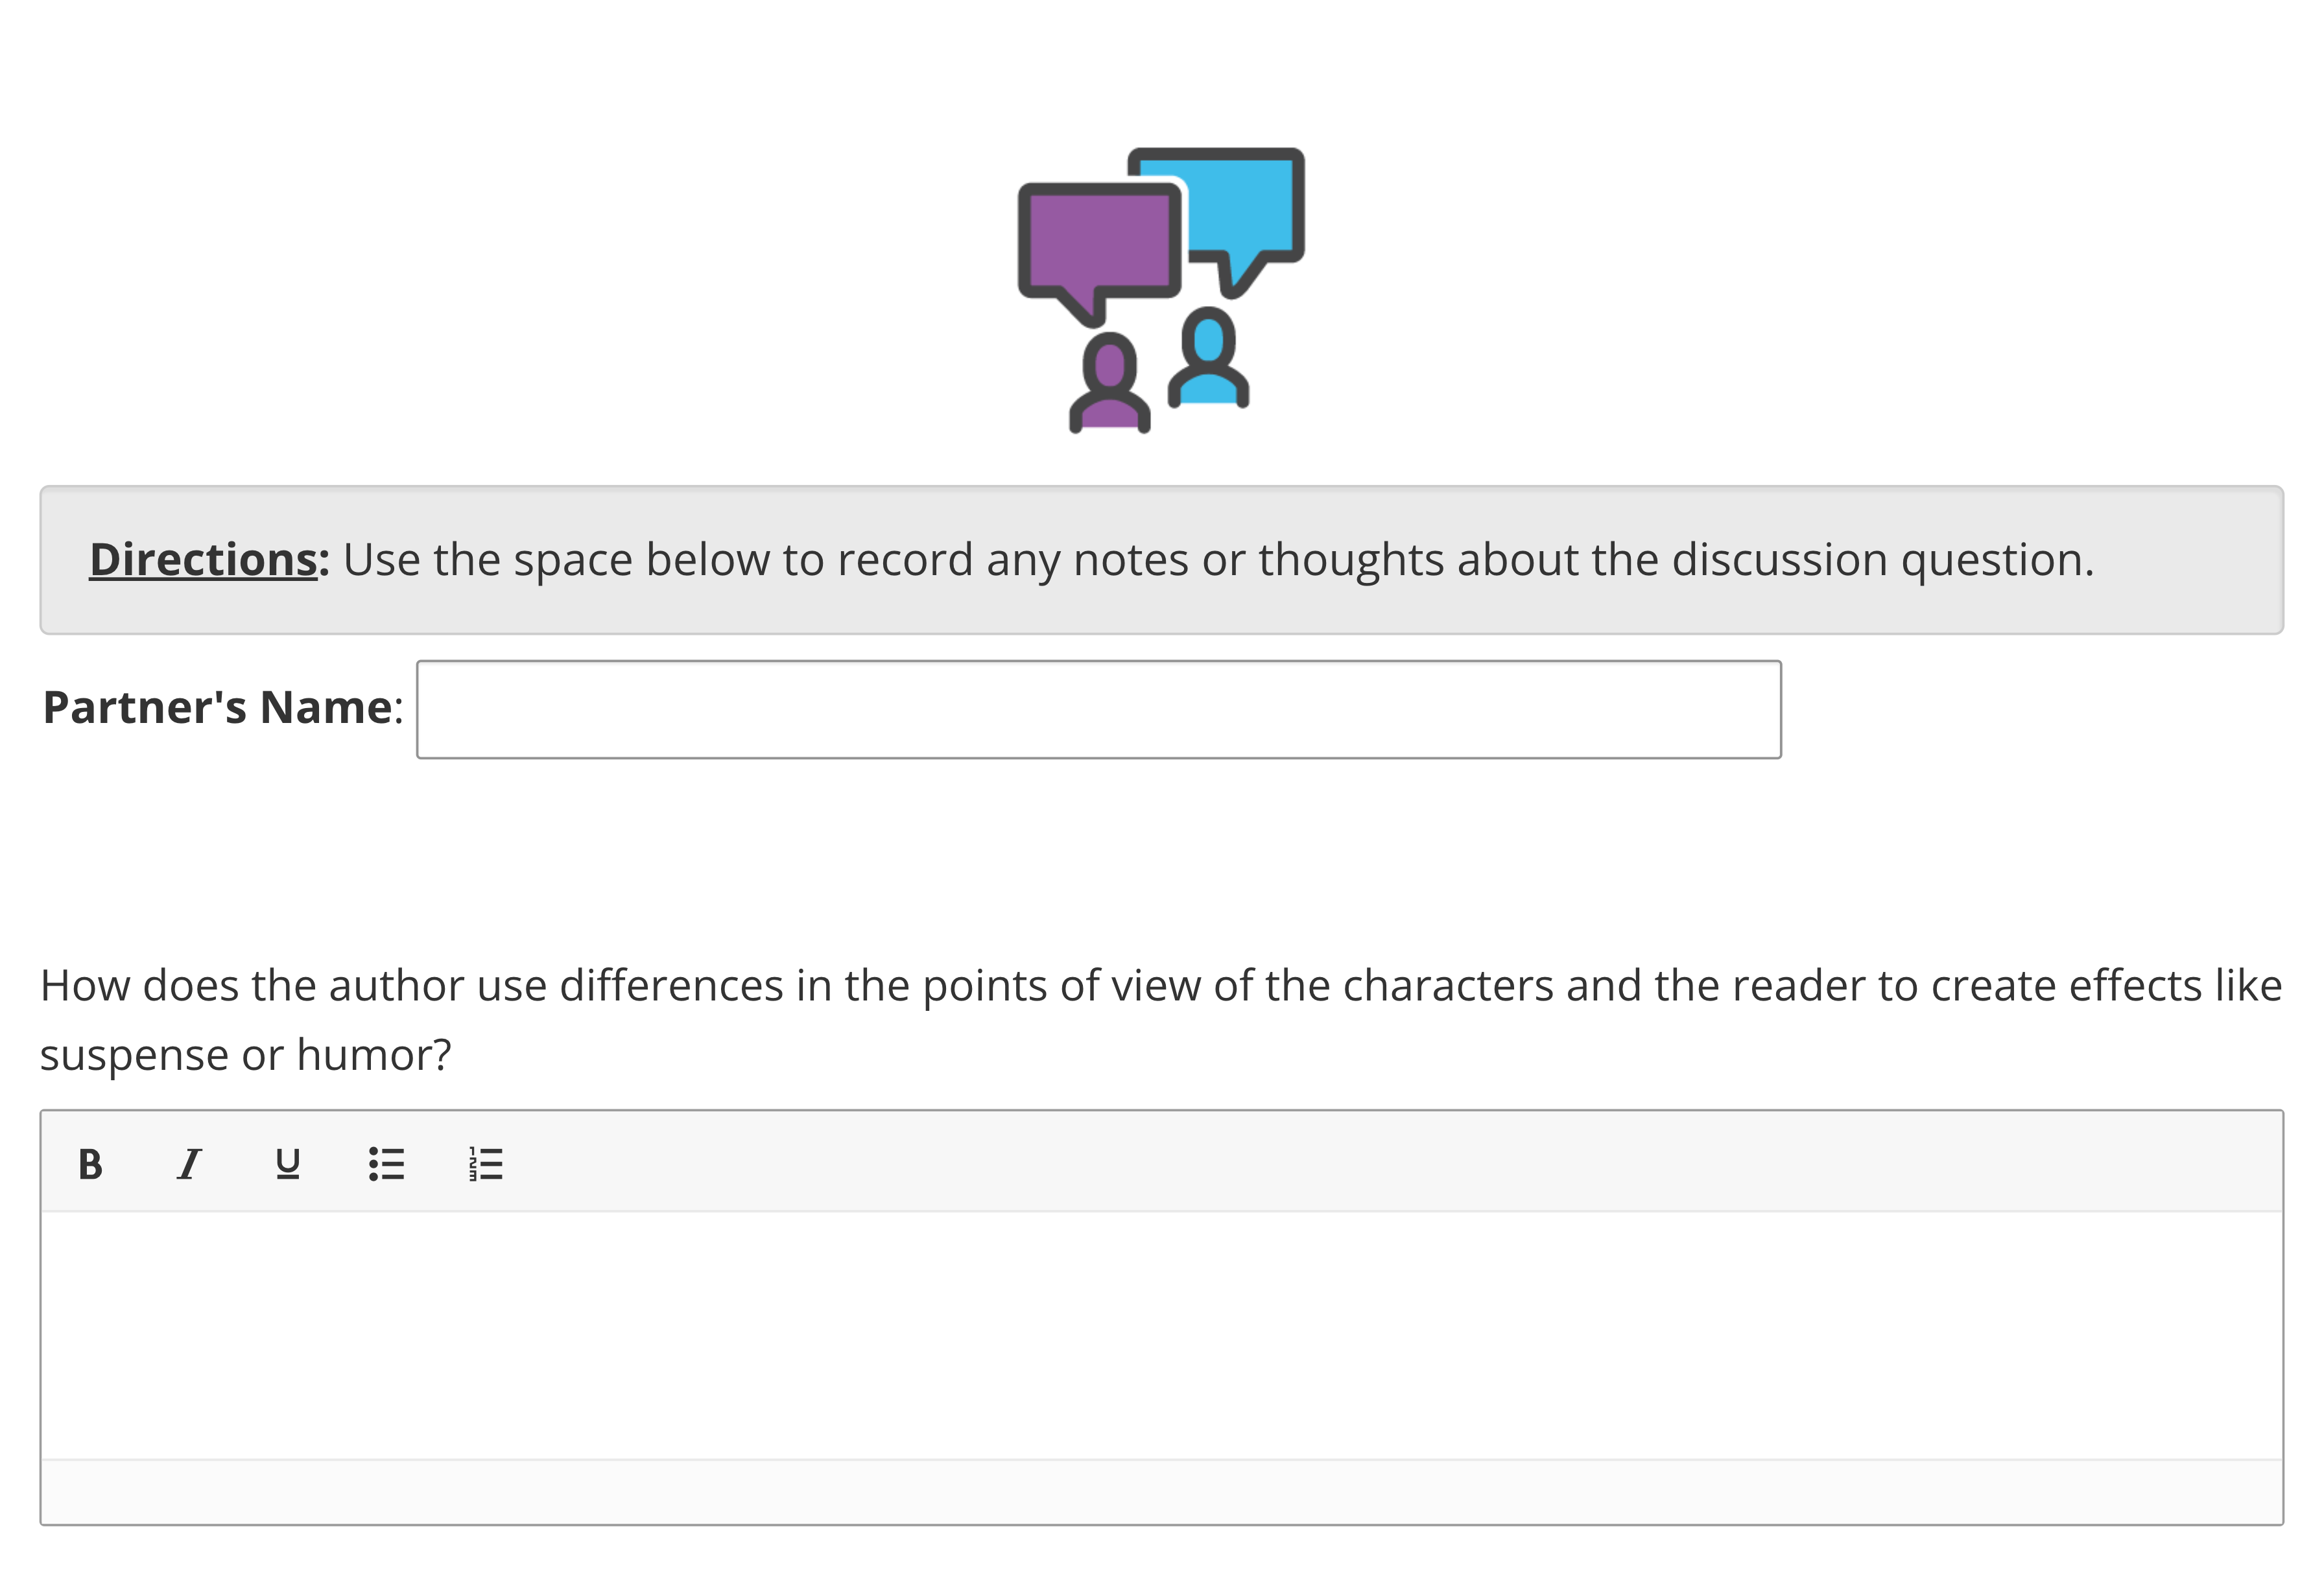 Directions: Use the space below to record any notes or thoughts about the discussion question.
Partner's Name:
How does the author use differences in the points of view of the characters and the reader to create effects like
suspense or humor?
B I U